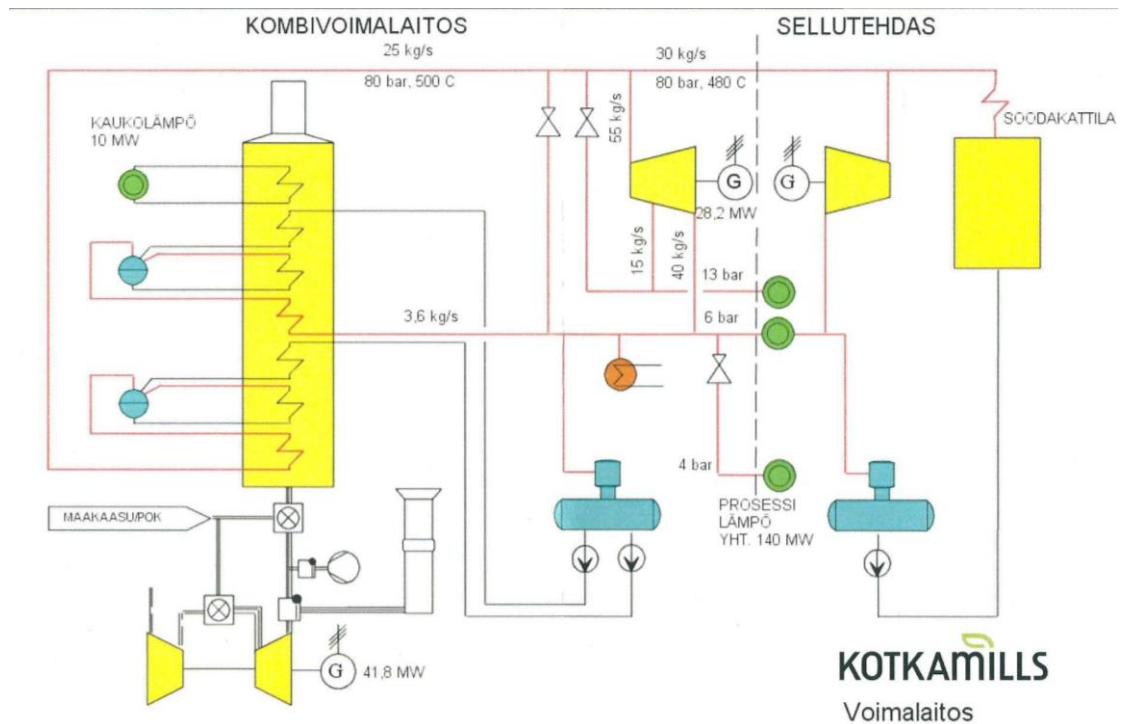 KOMBIVOIMALAITOS
SELLUTEHDAS
25 kg/s
30 kg/s
80 bar, 500 C
80 bar, 480 C
KAUKOLÄMPÖ
10 MW
55 kg/s
SOODAKATTILA
G
G
28,2 MW
15 kg/s
40 kg/s
13 bar
3,6 kg/s
6 bar
4 bar
PROSESSI
LÄMPÖ
YHT. 140 MW
MAAKAASU/POK
G
41,8 MW
KOTKAMILLS
Voimalaitos